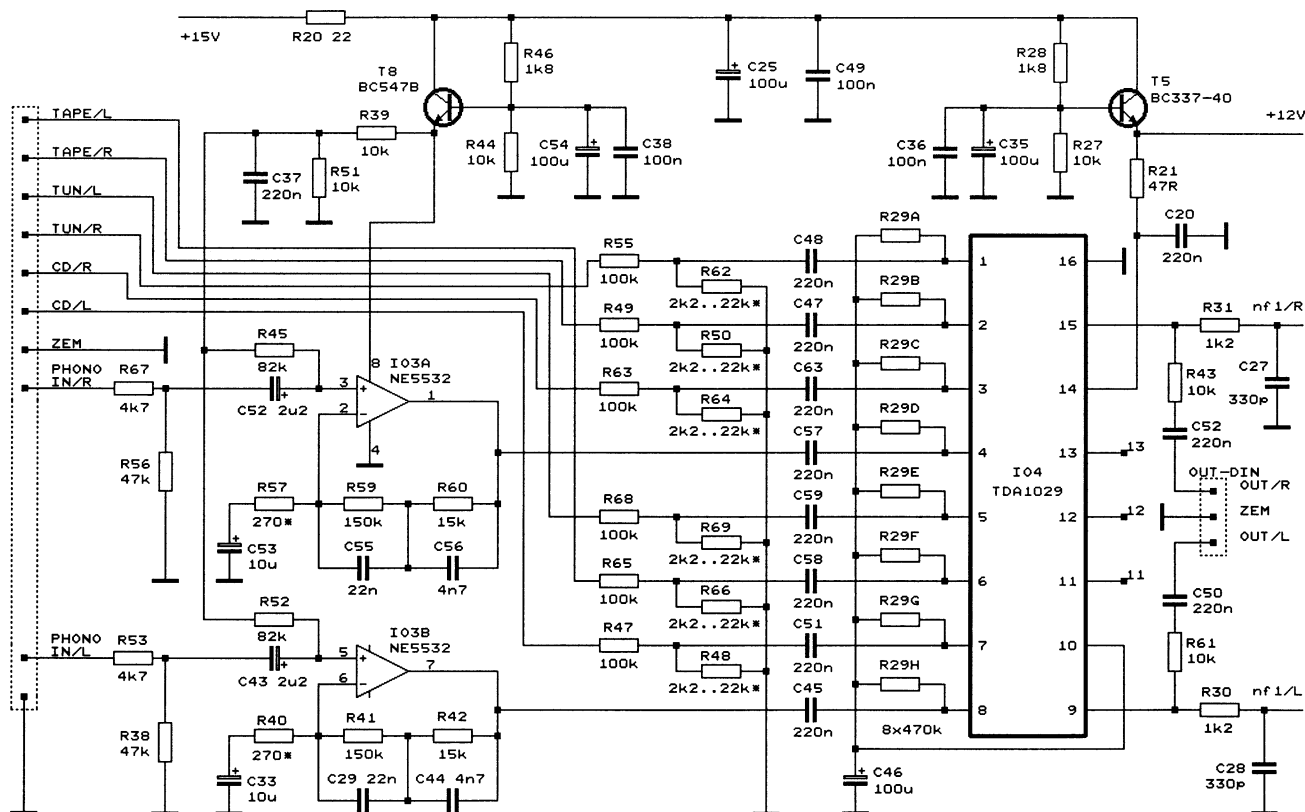 +15V
R20 22
R46
1k8
T8
BC547B
C25
100u
C49
100n
R28
1k8
T5
BC337-40
+12V
TAPE/L
R39
10k
R44
10k
C54
100u
C38
100n
C36
100n
C35
100u
R27
10k
R21
47R
TAPE/R
C37
220n
R51
10k
TUN/L
TUN/R
CD/R
CD/L
ZEM
PHONO
IN/R
R55
100k
R62
2k2..22k*
C48
220n
R29A
C20
220n
R49
100k
R50
2k2..22k*
C47
220n
R29B
R63
100k
R64
2k2..22k*
C63
220n
R29C
C57
220n
R29D
R68
100k
R69
2k2..22k*
C59
220n
R29E
R65
100k
R66
2k2..22k*
C58
220n
R29F
R47
100k
R48
2k2..22k*
C51
220n
R29G
C45
220n
R29H
8x470k
C46
100u
1
2
3
4
5
6
7
8
IO4
TDA1029
16
15
14
13
12
11
10
9
13
12
11
R31
1k2
nf1/R
C27
330p
R43
10k
C52
220n
OUT-DIN
OUT/R
ZEM
OUT/L
C50
220n
R61
10k
R30
1k2
nf1/L
C28
330p
R67
4k7
R45
82k
C52 2u2
+
8
IO3A
NE5532
3
2
+
-
1
4
R56
47k
R57
270*
R59
150k
R60
15k
C53
10u
C55
22n
C56
4n7
PHONO
IN/L
R53
4k7
R52
82k
C43 2u2
+
IO3B
NE5532
5
6
+
-
7
R38
47k
R40
270*
R41
150k
R42
15k
C33
10u
C29 22n
C44 4n7